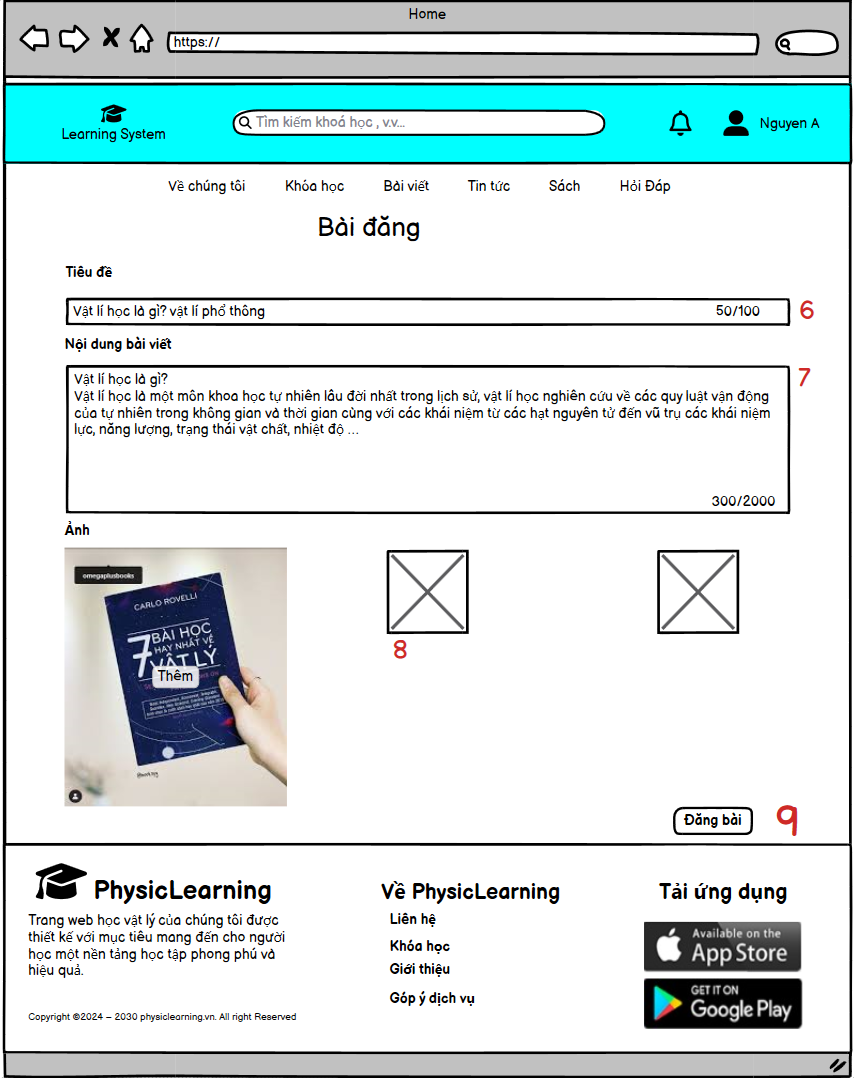 Home
https://
Learning System
Tìm kiếm khoá học , v.v...
Nguyen A
Về chúng tôi
Khóa học
Bài viết
Tin tức
Sách
Hỏi Đáp
Bài đăng
Tiêu đề
Vật lí học là gì? vật lí phổ thông
50/100
6
Nội dung bài viết
7
Vật lí học là gì?
Vật lí học là một môn khoa học tự nhiên lâu đời nhất trong lịch sử, vật lí học nghiên cứu về các quy luật vận động
của tự nhiên trong không gian và thời gian cùng với các khái niệm từ các hạt nguyên tử đến vũ trụ các khái niệm
lực, năng lượng, trạng thái vật chất, nhiệt độ ...
300/2000
Ảnh
omegaplusbooks
CARLO ROVELLI
7 BÀI HỌC
HAY NHẤT VỀ
VẬT LÝ
Thêm
8
Đăng bài
9
PhysicLearning
Trang web học vật lý của chúng tôi được
thiết kế với mục tiêu mang đến cho người
học một nền tảng học tập phong phú và
hiệu quả.
Copyright ©2024 – 2030 physiclearning.vn. All right Reserved
Về PhysicLearning
Liên hệ
Khóa học
Giới thiệu
Góp ý dịch vụ
Tải ứng dụng
Available on the
App Store
GET IT ON
Google Play